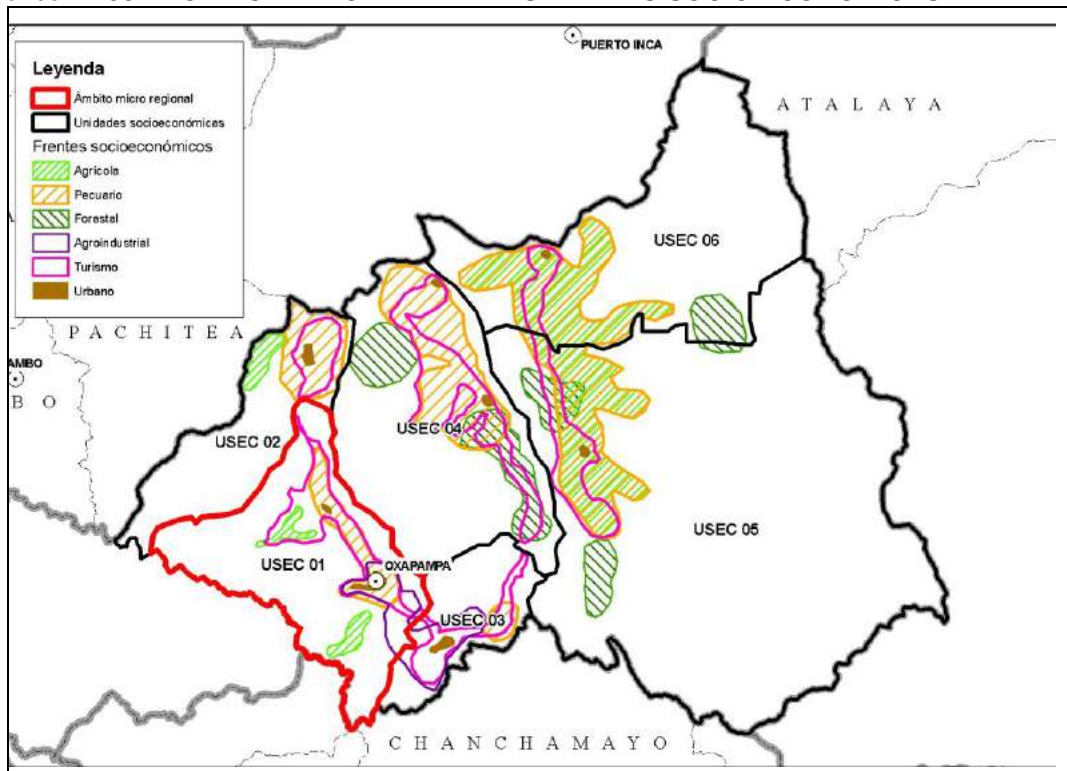 PUERTO INCA
Leyenda
Ámbito micro regional
Unidades socioeconómicas
Frentes socioeconómicos
Agrícola
Pecuario
Forestal
Agroindustrial
Turismo
Urbano
ATALAYA
USEC 06
PACHITEA
AMBO
B O
USEC 02
USEC 04
USEC 05
USEC 01
OXAPAMPA
USEC 03
CHANCHAMAYO